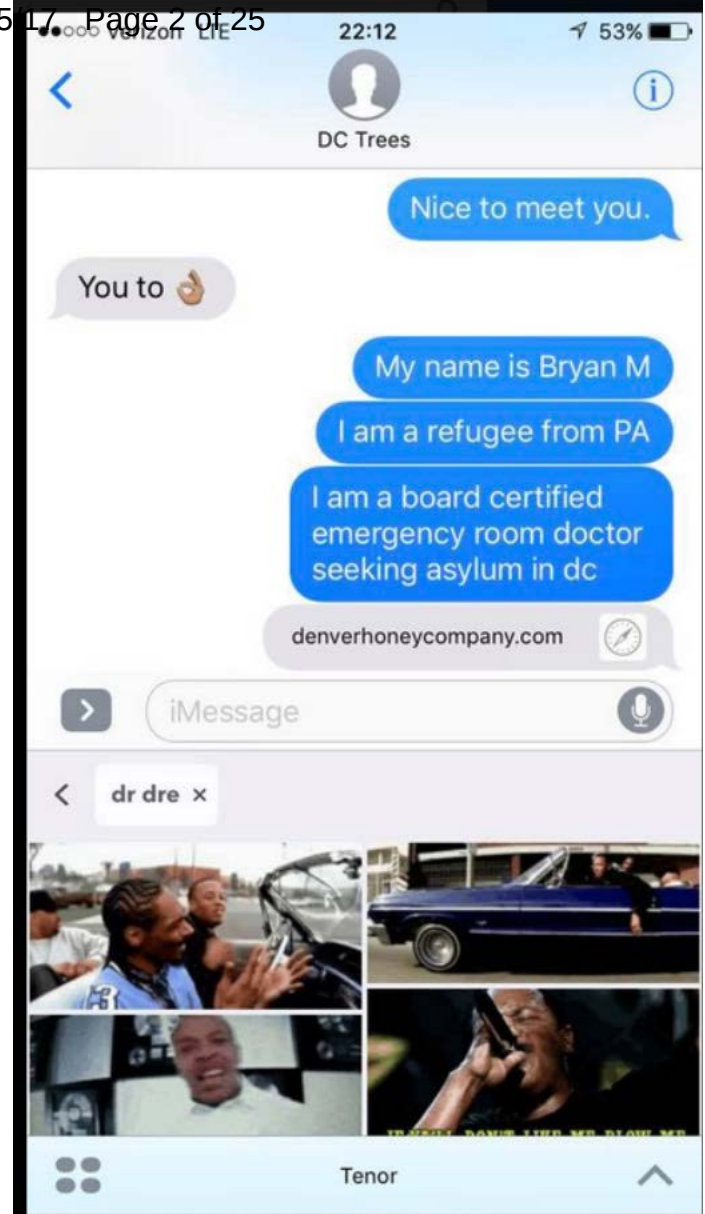 5/17 Page 2 of 25
Verizon LTE
22:12
53%
DC Trees
Nice to meet you.
You to 👌🏼
My name is Bryan M
I am a refugee from PA
I am a board certified
emergency room doctor
seeking asylum in dc
denverhoneycompany.com
iMessage
dr dre ×
Tenor